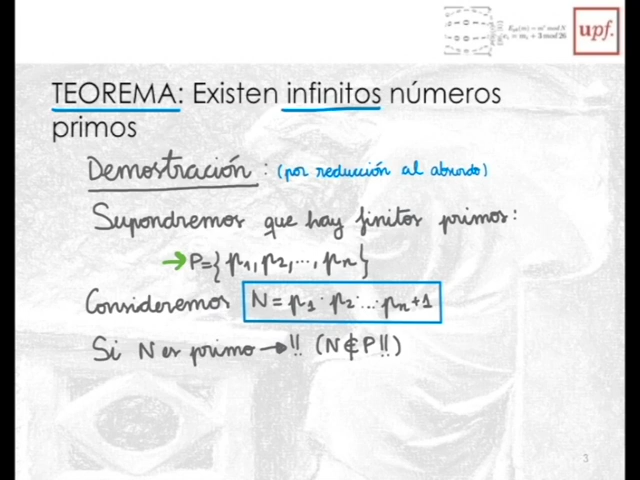 upf.
TEOREMA: Existen infinitos números
primos
Demostración: (por reducción al absurdo)
Supondremos que hay finitos primos:
→ P={p1, p2, ..., pn}
Consideremos N = p1 · p2 · ... · pn + 1
Si N es primo → !! (N ∉ P !!)
3